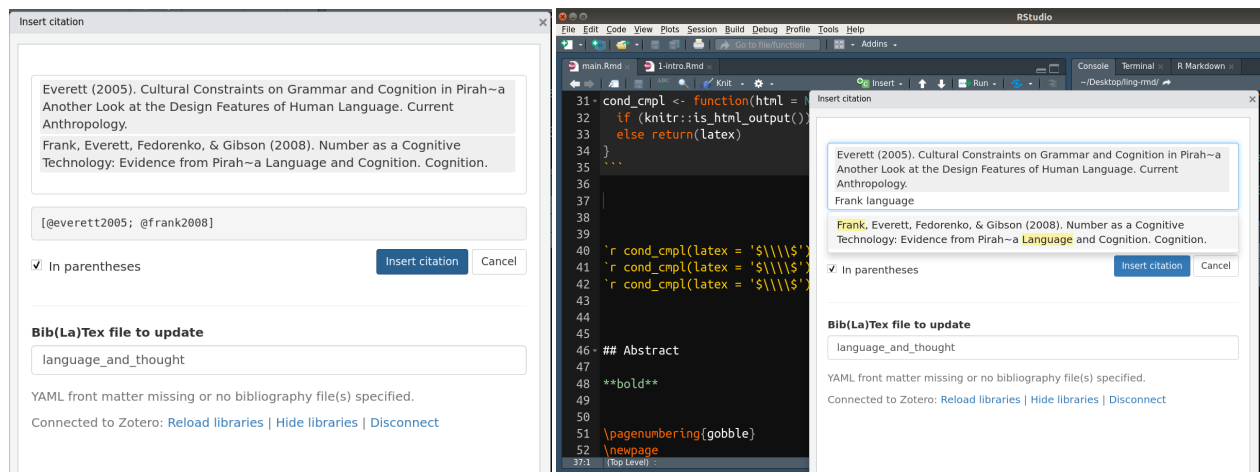 Insert citation ×
Everett (2005). Cultural Constraints on Grammar and Cognition in Pirah~a
Another Look at the Design Features of Human Language. Current
Anthropology.
Frank, Everett, Fedorenko, & Gibson (2008). Number as a Cognitive
Technology: Evidence from Pirah~a Language and Cognition. Cognition.
[@everett2005; @frank2008]
In parentheses
Insert citation
Cancel
Bib(La)Tex file to update
language_and_thought
YAML front matter missing or no bibliography file(s) specified.
Connected to Zotero: Reload libraries | Hide libraries | Disconnect
RStudio
File Edit Code View Plots Session Build Debug Profile Tools Help
Go to file/function
Addins
main.Rmd × 1-intro.Rmd ×
Console Terminal × R Markdown ×
ABC Knit Insert Run
~/Desktop/ling-rmd/
31 cond_cmpl <- function(html = N
32 if (knitr::is_html_output())
33 else return(latex)
34 }
35 ```
36
37
38
39
40 `r cond_cmpl(latex = '$\\\\$')
41 `r cond_cmpl(latex = '$\\\\$')
42 `r cond_cmpl(latex = '$\\\\$')
43
44
45
46 ## Abstract
47
48 **bold**
49
50
51 \pagenumbering{gobble}
52 \newpage
37:1 (Top Level)
Insert citation ×
Everett (2005). Cultural Constraints on Grammar and Cognition in Pirah~a
Another Look at the Design Features of Human Language. Current
Anthropology.
Frank language
Frank, Everett, Fedorenko, & Gibson (2008). Number as a Cognitive
Technology: Evidence from Pirah~a Language and Cognition. Cognition.
In parentheses
Insert citation
Cancel
Bib(La)Tex file to update
language_and_thought
YAML front matter missing or no bibliography file(s) specified.
Connected to Zotero: Reload libraries | Hide libraries | Disconnect